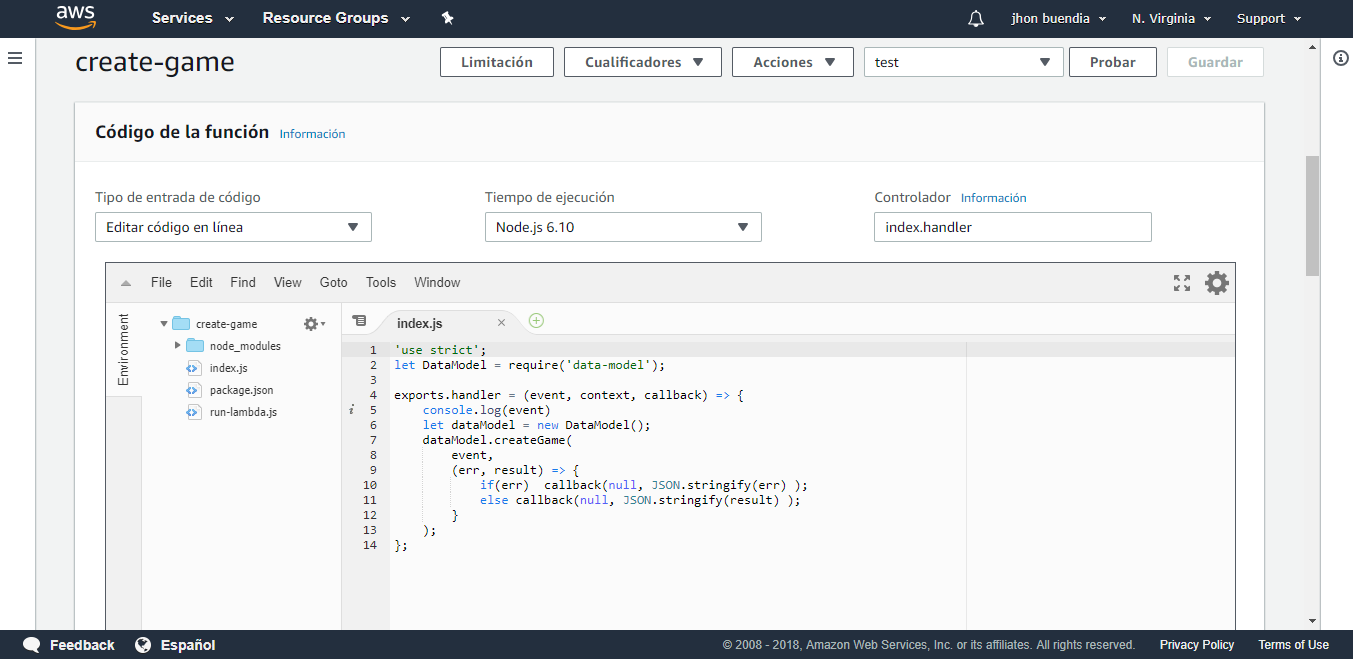 aws Services Resource Groups jhon buendia N. Virginia Support
create-game Limitación Cualificadores Acciones test Probar Guardar
Código de la función Información
Tipo de entrada de código Tiempo de ejecución Controlador Información
Editar código en línea Node.js 6.10 index.handler
File Edit Find View Goto Tools Window
Environment
create-game
node_modules
index.js
package.json
run-lambda.js
index.js
1 'use strict';
2 let DataModel = require('data-model');
3
4 exports.handler = (event, context, callback) => {
i 5 console.log(event)
6 let dataModel = new DataModel();
7 dataModel.createGame(
8 event,
9 (err, result) => {
10 if(err)  callback(null, JSON.stringify(err) );
11 else callback(null, JSON.stringify(result) );
12 }
13 );
14 };
Feedback Español © 2008 - 2018, Amazon Web Services, Inc. or its affiliates. All rights reserved. Privacy Policy Terms of Use